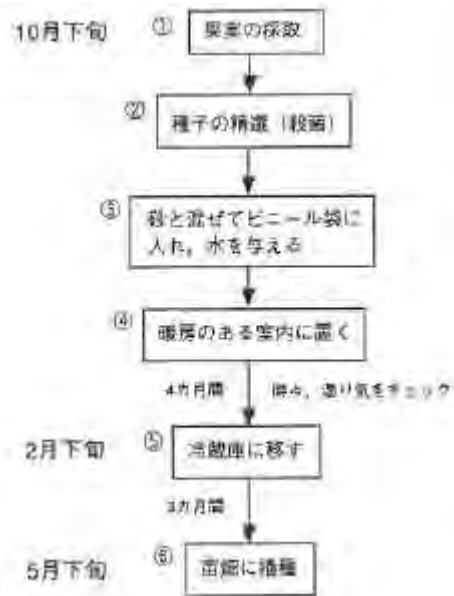 10月下旬
① 果実の採取
② 種子の精選（殺菌）
③ 砂と混ぜてビニール袋に
入れ，水を与える
④ 暖房のある室内に置く
4カ月間 時々，湿り気をチェック
2月下旬
⑤ 冷蔵庫に移す
3カ月間
5月下旬
⑥ 苗畑に播種